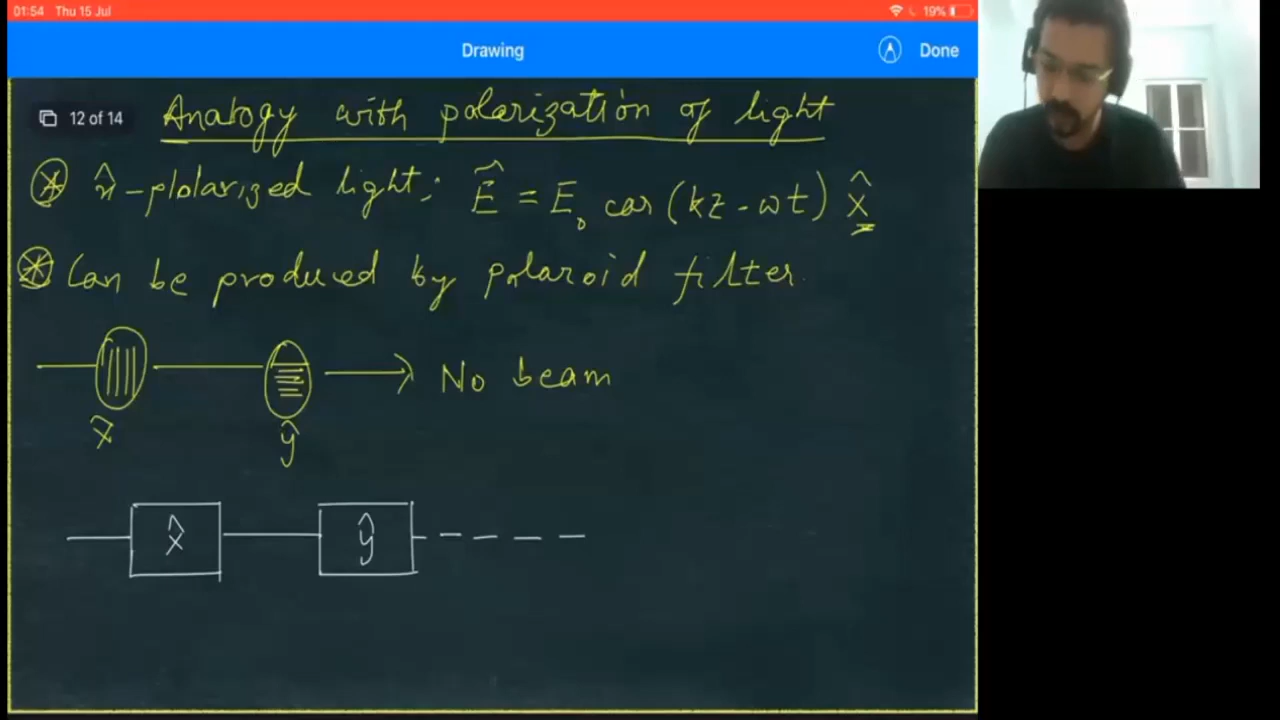 01:54 Thu 15 Jul 19%
Drawing Done
12 of 14
Analogy with polarization of light
x̂-plolarized light; Ê = E₀ cos(kz - ωt) x̂
Can be produced by polaroid filter.
No beam
x̂ ŷ
x̂ ŷ